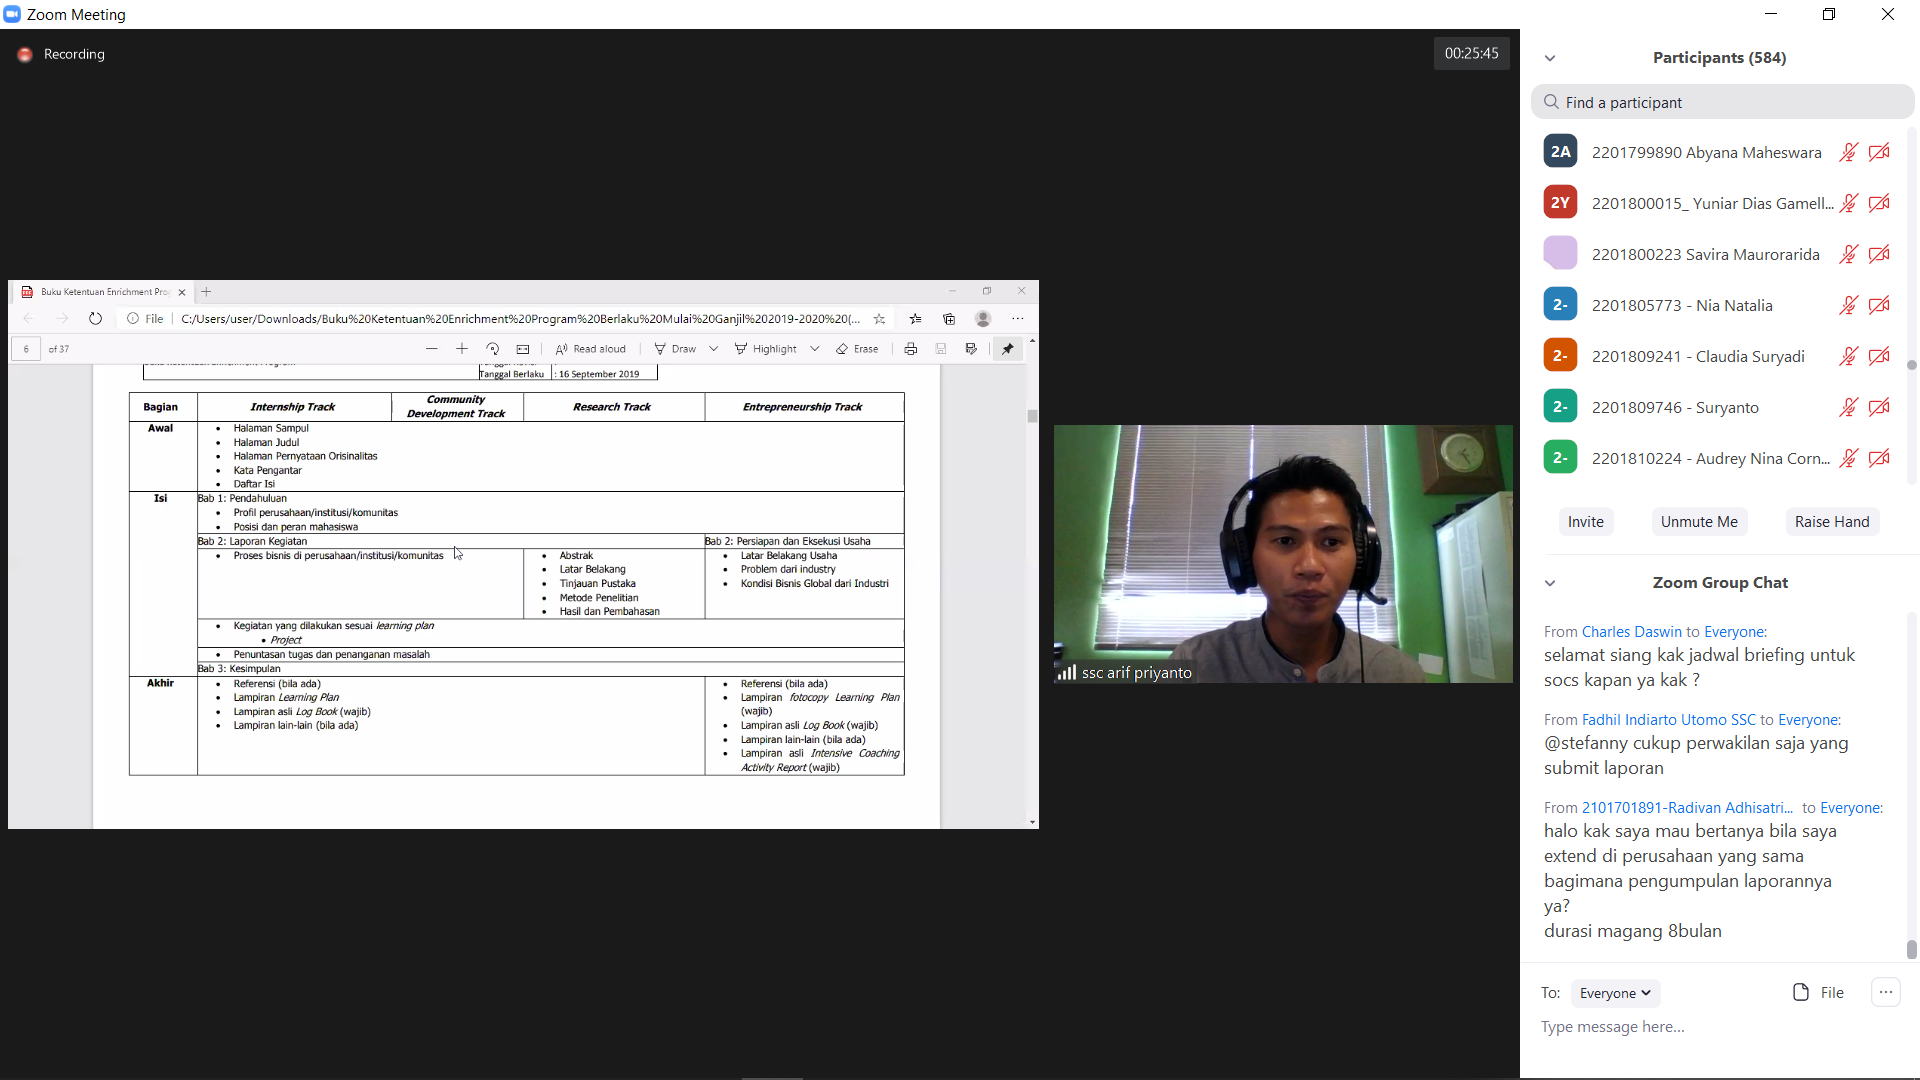 Zoom Meeting
Recording
00:25:45
Buku Ketentuan Enrichment Pro
File
C:/Users/user/Downloads/Buku%20Ketentuan%20Enrichment%20Program%20Berlaku%20Mulai%20Ganjil%202019-2020%20(...
6 of 37
Read aloud
Draw
Highlight
Erase
Tanggal Berlaku : 16 September 2019
Bagian Internship Track Community Development Track Research Track Entrepreneurship Track
Awal
• Halaman Sampul
• Halaman Judul
• Halaman Pernyataan Orisinalitas
• Kata Pengantar
• Daftar Isi
Isi
Bab 1: Pendahuluan
• Profil perusahaan/institusi/komunitas
• Posisi dan peran mahasiswa
Bab 2: Laporan Kegiatan
Bab 2: Persiapan dan Eksekusi Usaha
• Proses bisnis di perusahaan/institusi/komunitas
• Abstrak
• Latar Belakang
• Tinjauan Pustaka
• Metode Penelitian
• Hasil dan Pembahasan
• Latar Belakang Usaha
• Problem dari industry
• Kondisi Bisnis Global dari Industri
• Kegiatan yang dilakukan sesuai learning plan
• Project
• Penuntasan tugas dan penanganan masalah
Bab 3: Kesimpulan
Akhir
• Referensi (bila ada)
• Lampiran Learning Plan
• Lampiran asli Log Book (wajib)
• Lampiran lain-lain (bila ada)
• Referensi (bila ada)
• Lampiran fotocopy Learning Plan
(wajib)
• Lampiran asli Log Book (wajib)
• Lampiran lain-lain (bila ada)
• Lampiran asli Intensive Coaching
Activity Report (wajib)
ssc arif priyanto
Participants (584)
Find a participant
2A 2201799890 Abyana Maheswara
2Y 2201800015_ Yuniar Dias Gamell...
2201800223 Savira Maurorarida
2- 2201805773 - Nia Natalia
2- 2201809241 - Claudia Suryadi
2- 2201809746 - Suryanto
2- 2201810224 - Audrey Nina Corn...
Invite
Unmute Me
Raise Hand
Zoom Group Chat
From Charles Daswin to Everyone:
selamat siang kak jadwal briefing untuk
socs kapan ya kak ?
From Fadhil Indiarto Utomo SSC to Everyone:
@stefanny cukup perwakilan saja yang
submit laporan
From 2101701891-Radivan Adhisatri... to Everyone:
halo kak saya mau bertanya bila saya
extend di perusahaan yang sama
bagimana pengumpulan laporannya
ya?
durasi magang 8bulan
To: Everyone
File
Type message here...